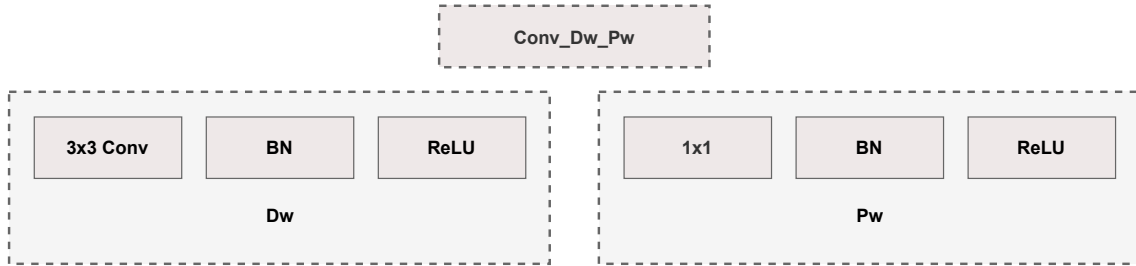 Conv_Dw_Pw
3x3 Conv BN ReLU
Dw
1x1 BN ReLU
Pw